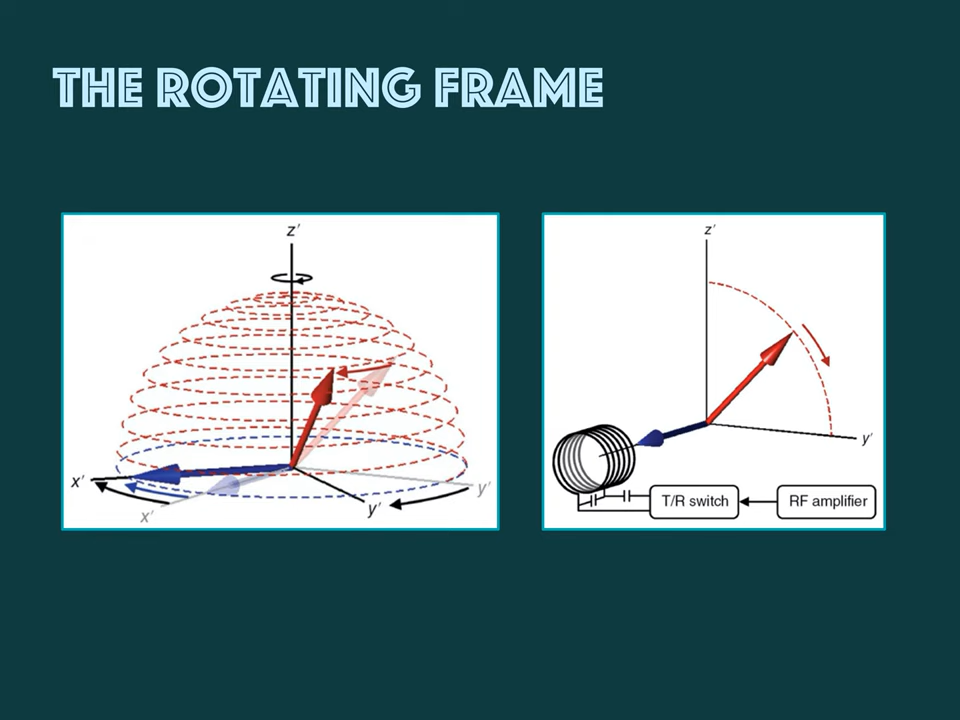 THE ROTATING FRAME
z'
x'
x'
y'
y'
z'
y'
T/R switch
RF amplifier